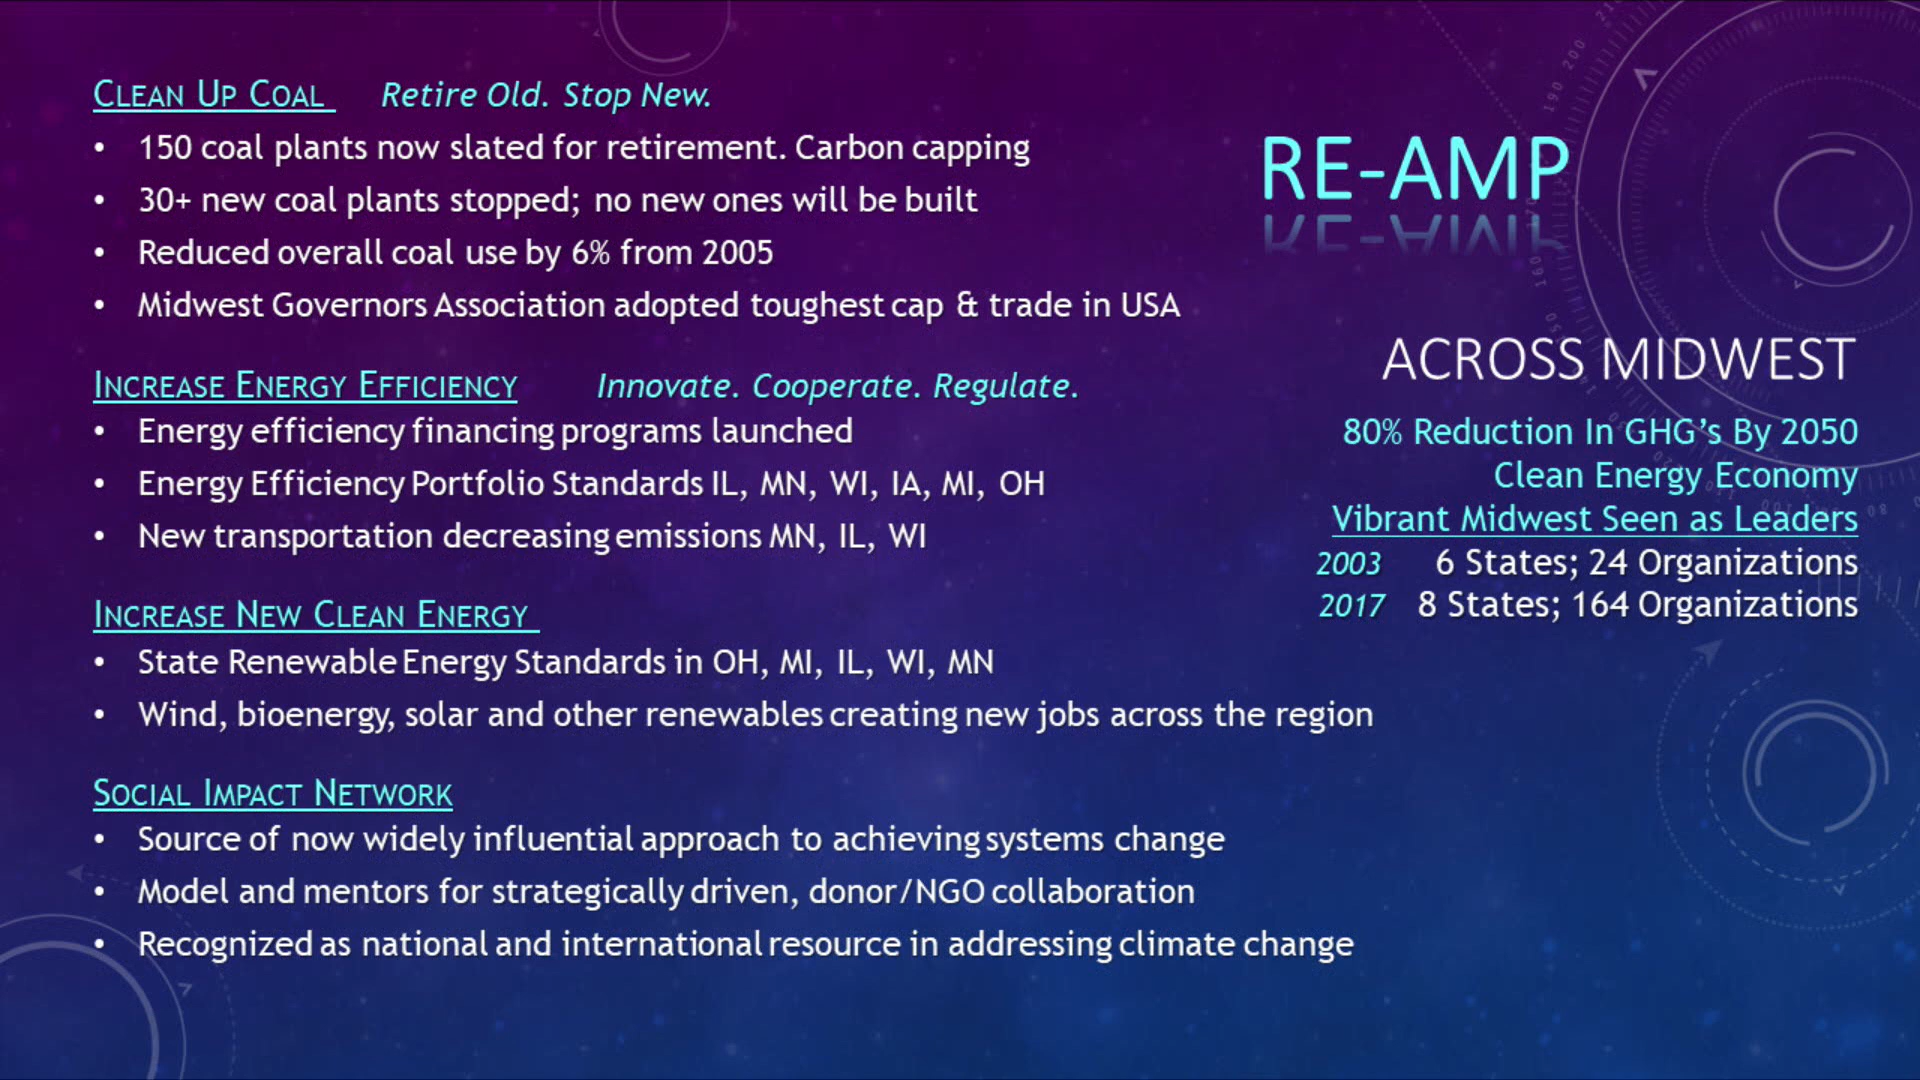 CLEAN UP COAL Retire Old. Stop New.
• 150 coal plants now slated for retirement. Carbon capping
• 30+ new coal plants stopped; no new ones will be built
• Reduced overall coal use by 6% from 2005
• Midwest Governors Association adopted toughest cap & trade in USA
INCREASE ENERGY EFFICIENCY Innovate. Cooperate. Regulate.
• Energy efficiency financing programs launched
• Energy Efficiency Portfolio Standards IL, MN, WI, IA, MI, OH
• New transportation decreasing emissions MN, IL, WI
INCREASE NEW CLEAN ENERGY
• State Renewable Energy Standards in OH, MI, IL, WI, MN
• Wind, bioenergy, solar and other renewables creating new jobs across the region
SOCIAL IMPACT NETWORK
• Source of now widely influential approach to achieving systems change
• Model and mentors for strategically driven, donor/NGO collaboration
• Recognized as national and international resource in addressing climate change
RE-AMP
ACROSS MIDWEST
80% Reduction In GHG's By 2050
Clean Energy Economy
Vibrant Midwest Seen as Leaders
2003 6 States; 24 Organizations
2017 8 States; 164 Organizations